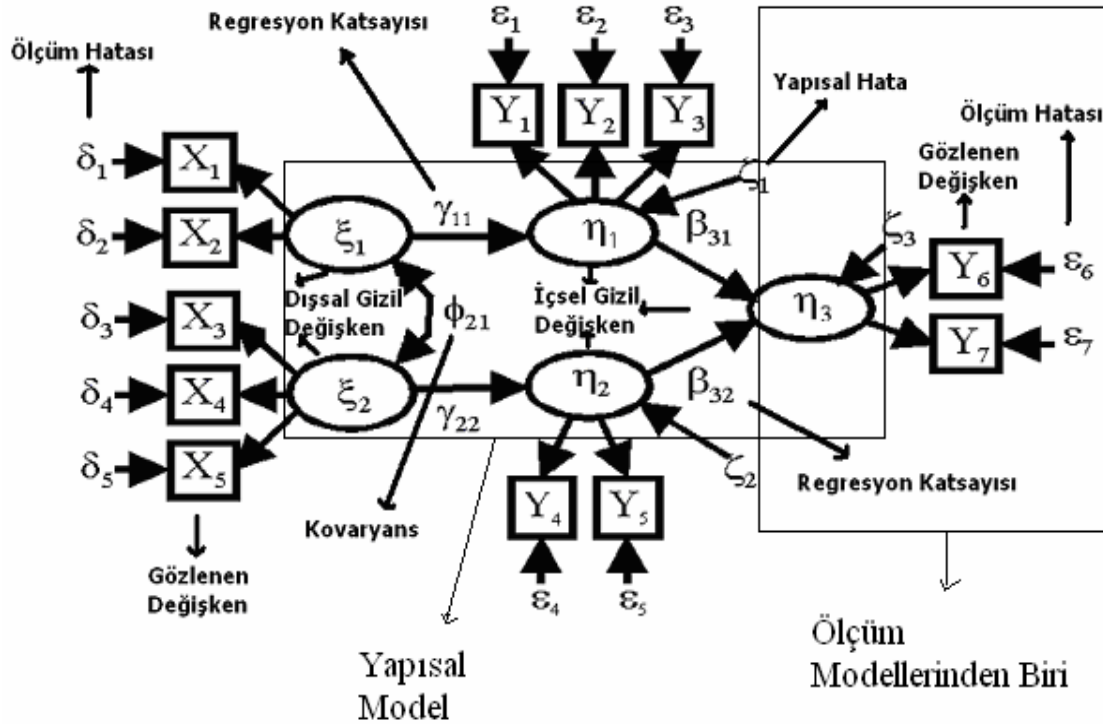 Regresyon Katsayısı
ε1
ε2
ε3
Ölçüm Hatası
Y1
Y2
Y3
Yapısal Hata
Ölçüm Hatası
Gözlenen
Değişken
δ1
X1
ζ1
δ2
X2
ξ1
γ11
η1
β31
ζ3
Y6
ε6
Dışsal Gizil
Değişken
ϕ21
İçsel Gizil
Değişken
η3
δ3
X3
Y7
ε7
δ4
X4
ξ2
γ22
η2
β32
δ5
X5
ζ2
Regresyon Katsayısı
Y4
Y5
Kovaryans
Gözlenen
Değişken
ε4
ε5
Yapısal
Model
Ölçüm
Modellerinden Biri